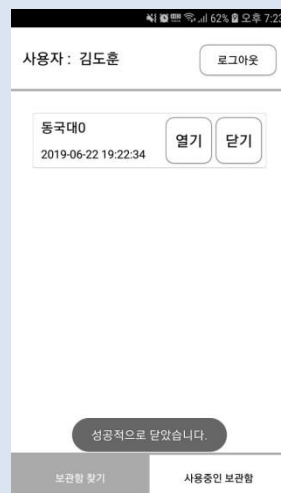 62% 오후 7:23
사용자 : 김도훈
로그아웃
동국대0
2019-06-22 19:22:34
열기
닫기
성공적으로 닫았습니다.
보관함 찾기
사용중인 보관함